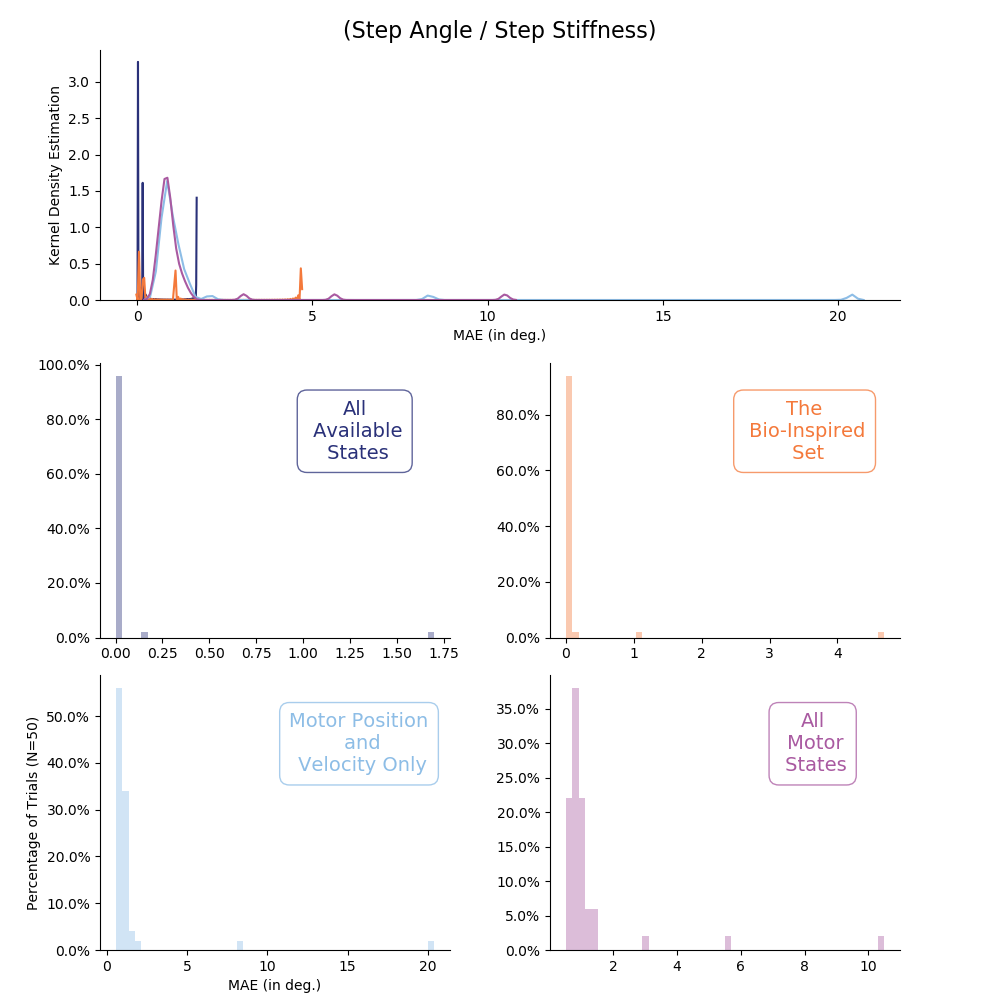 (Step Angle / Step Stiffness)
Kernel Density Estimation
3.0
2.5
2.0
1.5
1.0
0.5
0.0
0 5 10 15 20
MAE (in deg.)
100.0%
80.0%
60.0%
40.0%
20.0%
0.0%
All
Available
States
0.00 0.25 0.50 0.75 1.00 1.25 1.50 1.75
80.0%
60.0%
40.0%
20.0%
0.0%
The
Bio-Inspired
Set
0 1 2 3 4
Percentage of Trials (N=50)
50.0%
40.0%
30.0%
20.0%
10.0%
0.0%
Motor Position
and
Velocity Only
0 5 10 15 20
MAE (in deg.)
35.0%
30.0%
25.0%
20.0%
15.0%
10.0%
5.0%
0.0%
All
Motor
States
2 4 6 8 10